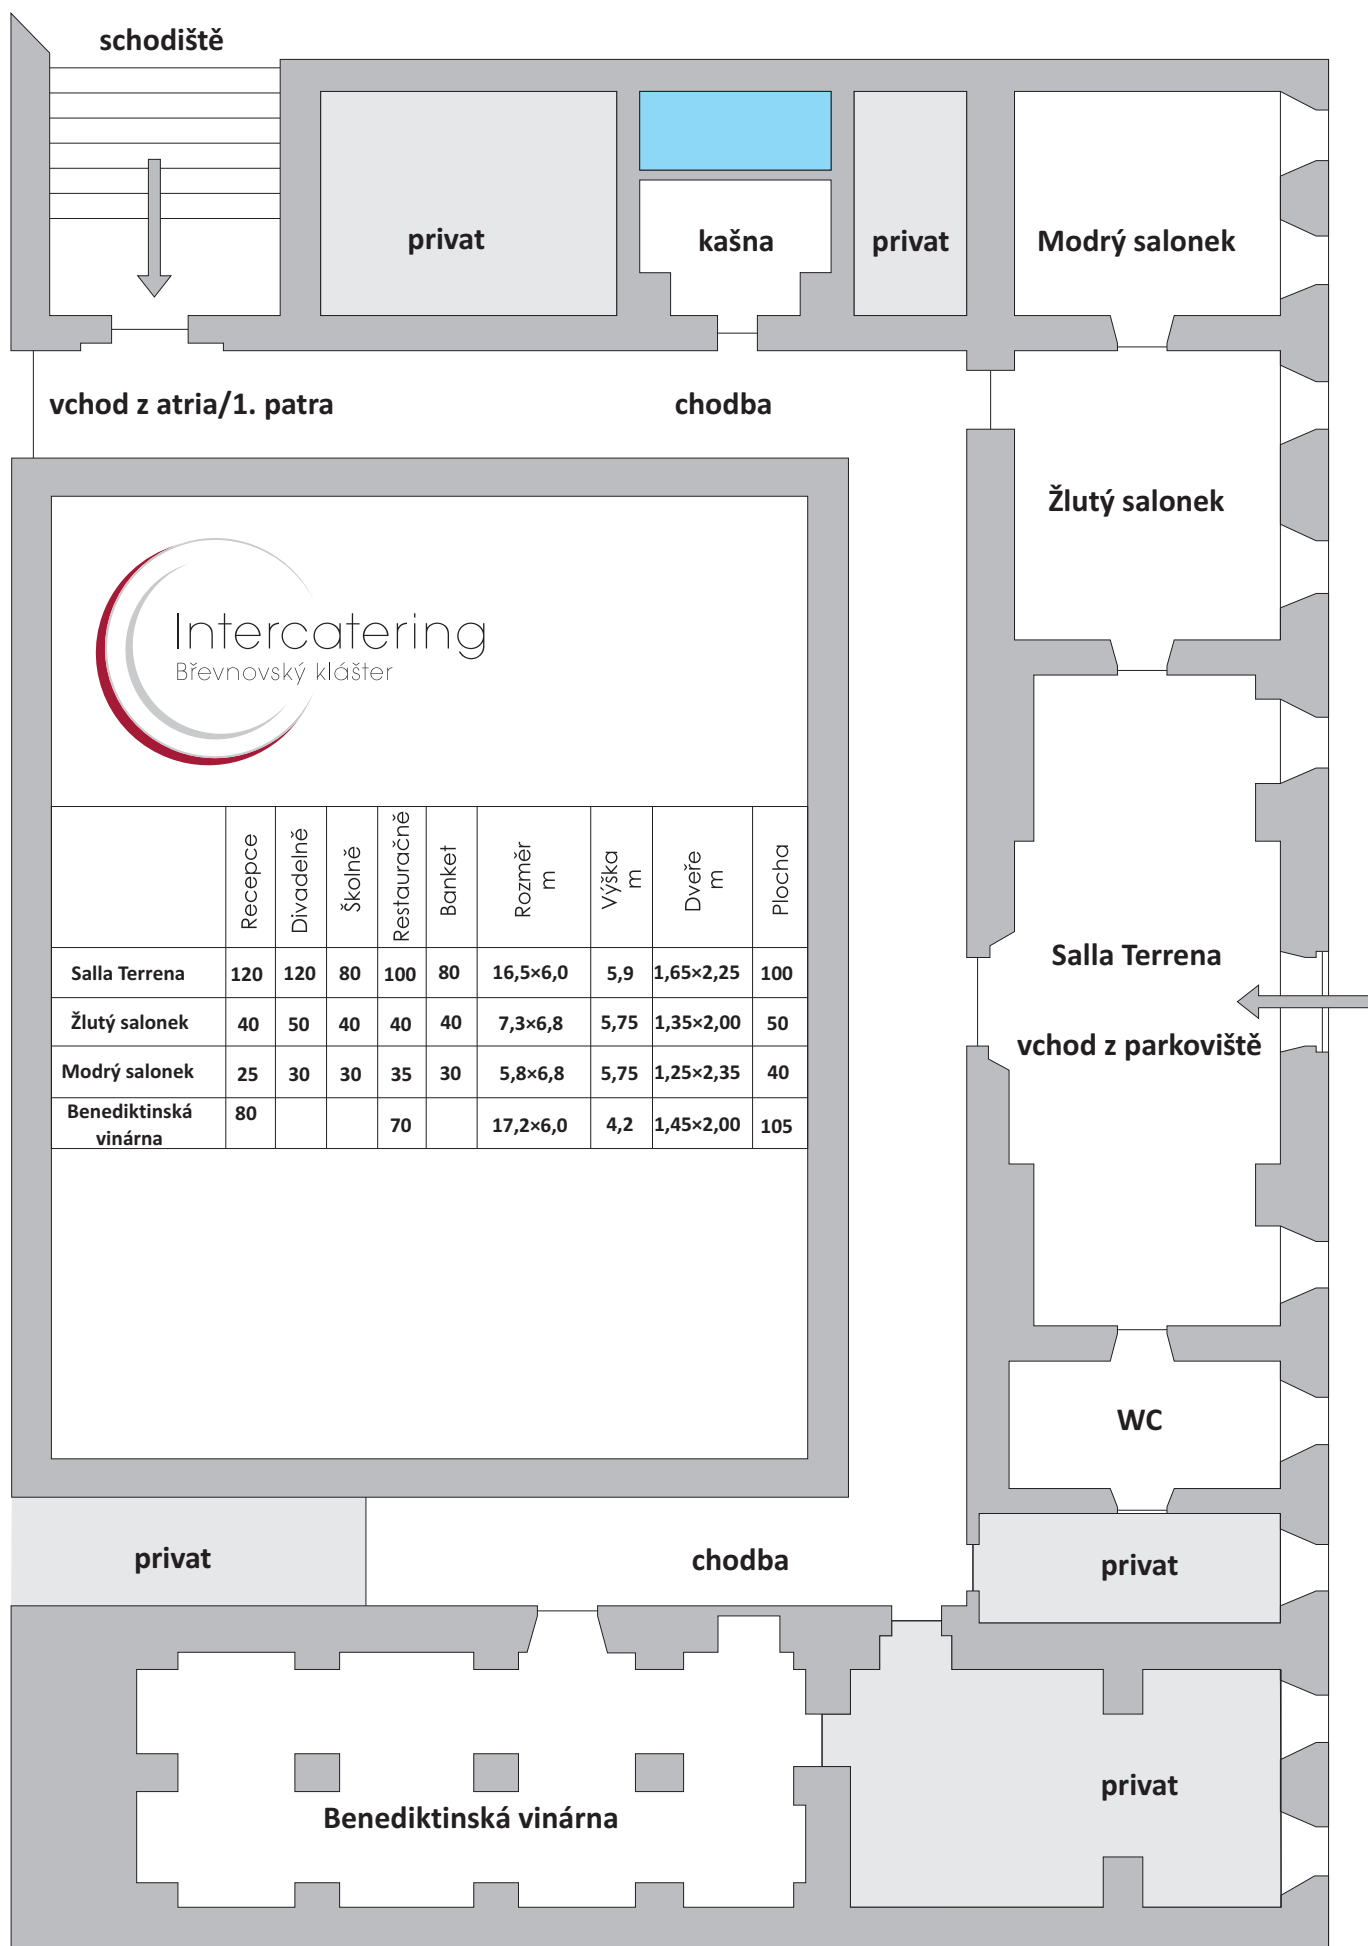 schodiště
privat
kašna
privat
Modrý salonek
vchod z atria/1. patra
chodba
Žlutý salonek
Intercatering
Břevnovský klášter
Recepce Divadelně Školně Restauračně Banket Rozměr m Výška m Dveře m Plocha
Salla Terrena 120 120 80 100 80 16,5×6,0 5,9 1,65×2,25 100
Žlutý salonek 40 50 40 40 40 7,3×6,8 5,75 1,35×2,00 50
Modrý salonek 25 30 30 35 30 5,8×6,8 5,75 1,25×2,35 40
Benediktinská
vinárna 80 70 17,2×6,0 4,2 1,45×2,00 105
Salla Terrena
vchod z parkoviště
WC
privat
chodba
privat
privat
Benediktinská vinárna